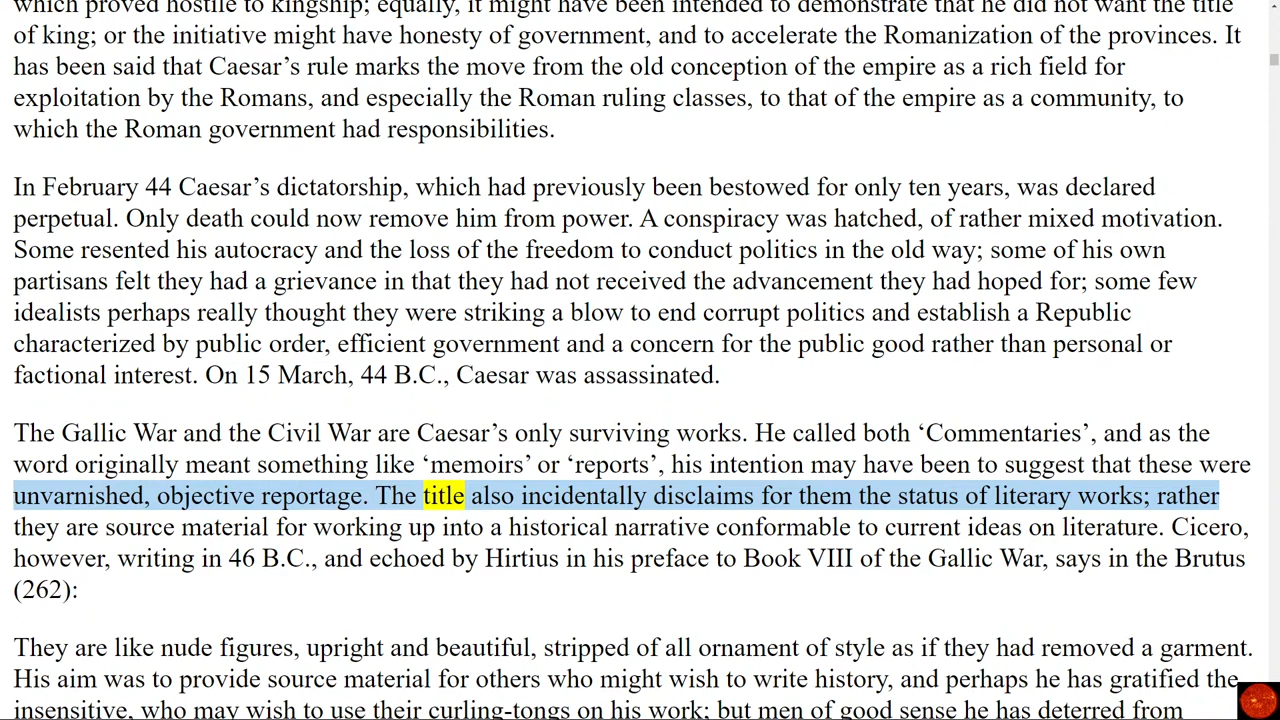 which proved hostile to kingship; equally, it might have been intended to demonstrate that he did not want the title
of king; or the initiative might have honesty of government, and to accelerate the Romanization of the provinces. It
has been said that Caesar’s rule marks the move from the old conception of the empire as a rich field for
exploitation by the Romans, and especially the Roman ruling classes, to that of the empire as a community, to
which the Roman government had responsibilities.
In February 44 Caesar’s dictatorship, which had previously been bestowed for only ten years, was declared
perpetual. Only death could now remove him from power. A conspiracy was hatched, of rather mixed motivation.
Some resented his autocracy and the loss of the freedom to conduct politics in the old way; some of his own
partisans felt they had a grievance in that they had not received the advancement they had hoped for; some few
idealists perhaps really thought they were striking a blow to end corrupt politics and establish a Republic
characterized by public order, efficient government and a concern for the public good rather than personal or
factional interest. On 15 March, 44 B.C., Caesar was assassinated.
The Gallic War and the Civil War are Caesar’s only surviving works. He called both ‘Commentaries’, and as the
word originally meant something like ‘memoirs’ or ‘reports’, his intention may have been to suggest that these were
unvarnished, objective reportage. The title also incidentally disclaims for them the status of literary works; rather
they are source material for working up into a historical narrative conformable to current ideas on literature. Cicero,
however, writing in 46 B.C., and echoed by Hirtius in his preface to Book VIII of the Gallic War, says in the Brutus
(262):
They are like nude figures, upright and beautiful, stripped of all ornament of style as if they had removed a garment.
His aim was to provide source material for others who might wish to write history, and perhaps he has gratified the
insensitive, who may wish to use their curling-tongs on his work; but men of good sense he has deterred from